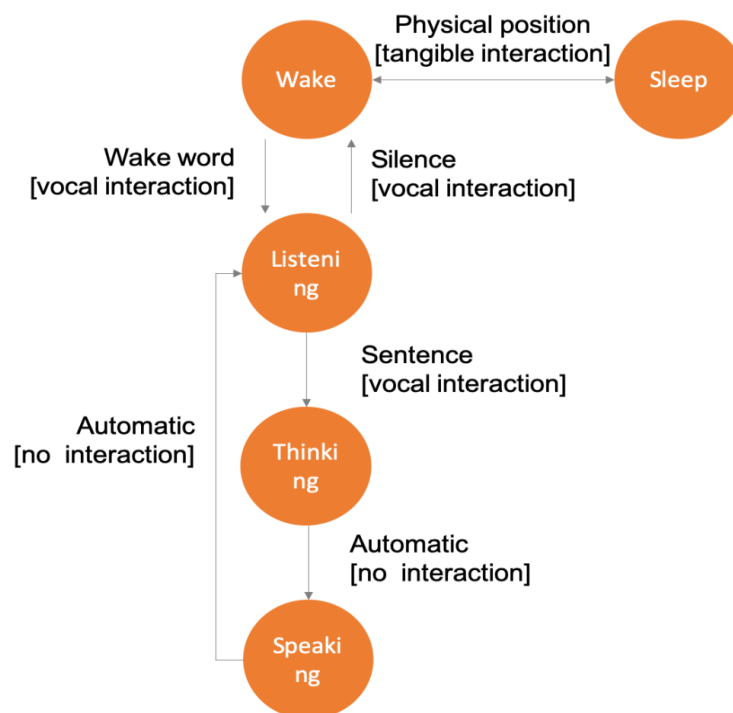 Physical position
[tangible interaction]
Wake
Sleep
Wake word
[vocal interaction]
Silence
[vocal interaction]
Listeni
ng
Sentence
[vocal interaction]
Automatic
[no  interaction]
Thinki
ng
Automatic
[no  interaction]
Speaki
ng